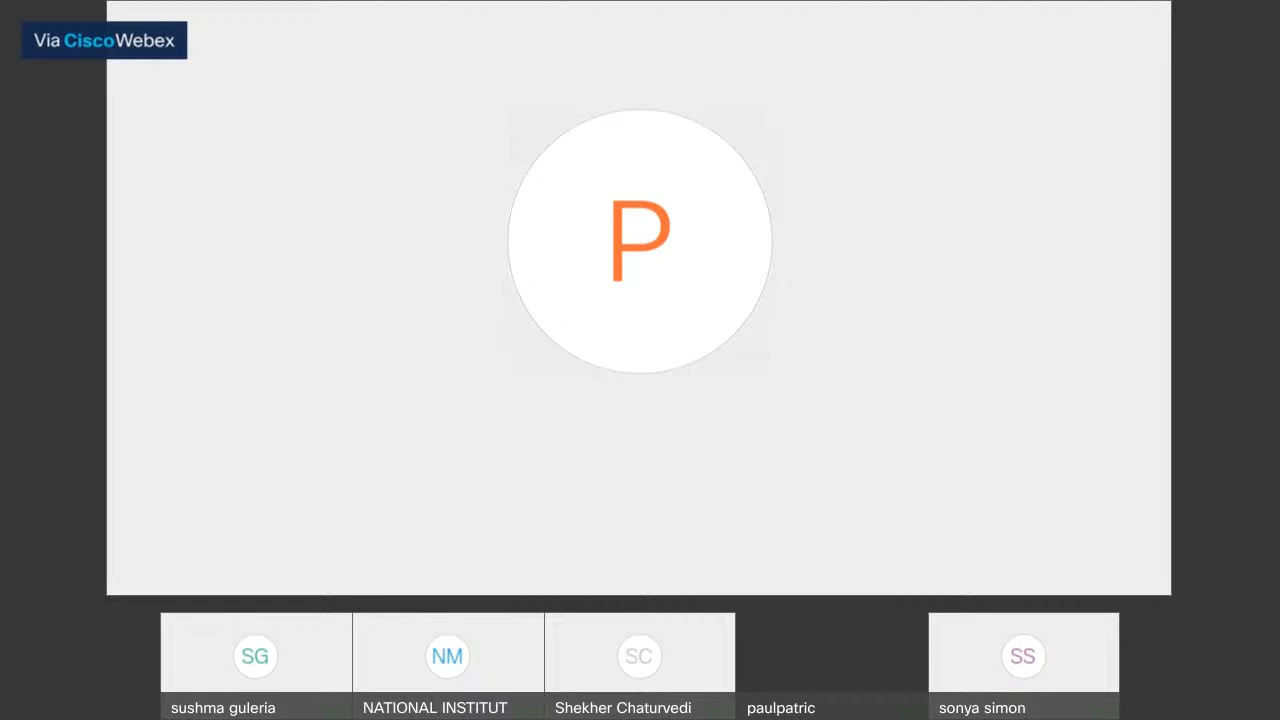 Via CiscoWebex
P
SG
NM
SC
SS
sushma guleria
NATIONAL INSTITUT
Shekher Chaturvedi
paulpatric
sonya simon